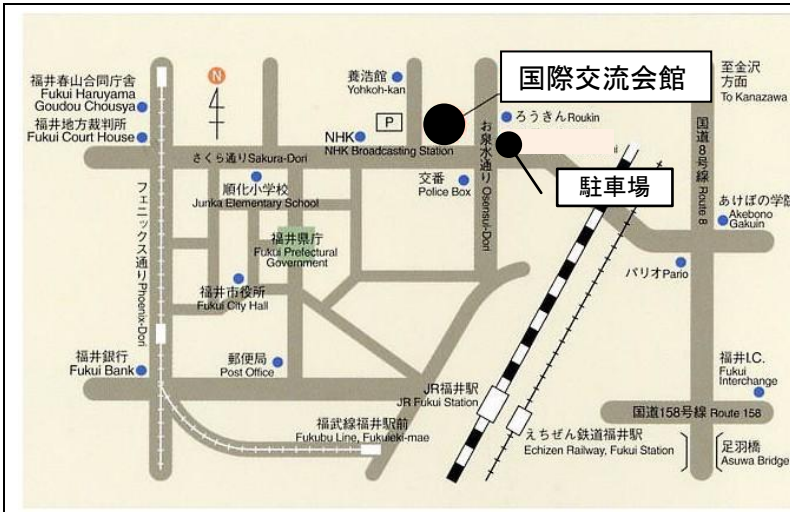 福井春山合同庁舎
Fukui Haruyama
Goudou Chousya
福井地方裁判所
Fukui Court House
N
養浩館
Yohkoh-kan
国際交流会館
P
NHK
NHK Broadcasting Station
ろうきん Roukin
至金沢
方面
To Kanazawa
さくら通り Sakura-Dori
お泉水通り Osensui-Dori
国道8号線 Route 8
順化小学校
Junka Elementary School
交番
Police Box
駐車場
あけぼの学院
Akebono
Gakuin
フェニックス通り Phoenix-Dori
福井県庁
Fukui Prefectural
Government
パリオ Pario
福井市役所
Fukui City Hall
福井銀行
Fukui Bank
郵便局
Post Office
JR福井駅
JR Fukui Station
福井I.C.
Fukui
Interchange
国道158号線 Route 158
福武線福井駅前
Fukubu Line, Fukuieki-mae
えちぜん鉄道福井駅
Echizen Railway, Fukui Station
足羽橋
Asuwa Bridge